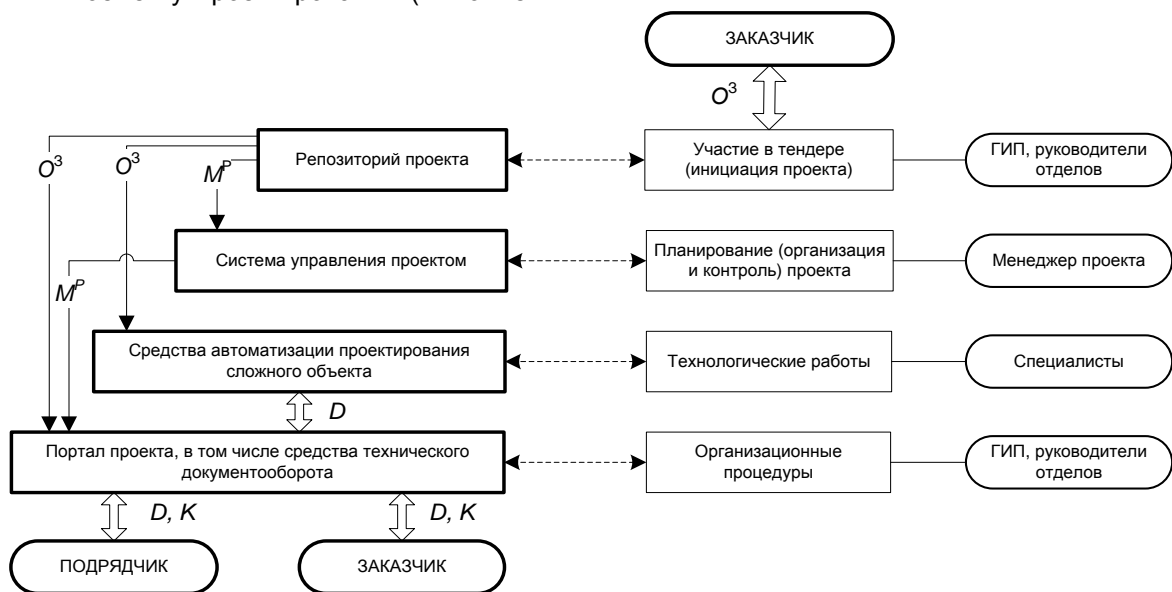 ЗАКАЗЧИК
O³
Репозиторий проекта
Участие в тендере
(инициация проекта)
ГИП, руководители
отделов
O³
O³
Mᴾ
Система управления проектом
Планирование (организация
и контроль) проекта
Менеджер проекта
Mᴾ
Средства автоматизации проектирования
сложного объекта
Технологические работы
Специалисты
D
Портал проекта, в том числе средства технического
документооборота
Организационные
процедуры
ГИП, руководители
отделов
D, K
D, K
ПОДРЯДЧИК
ЗАКАЗЧИК